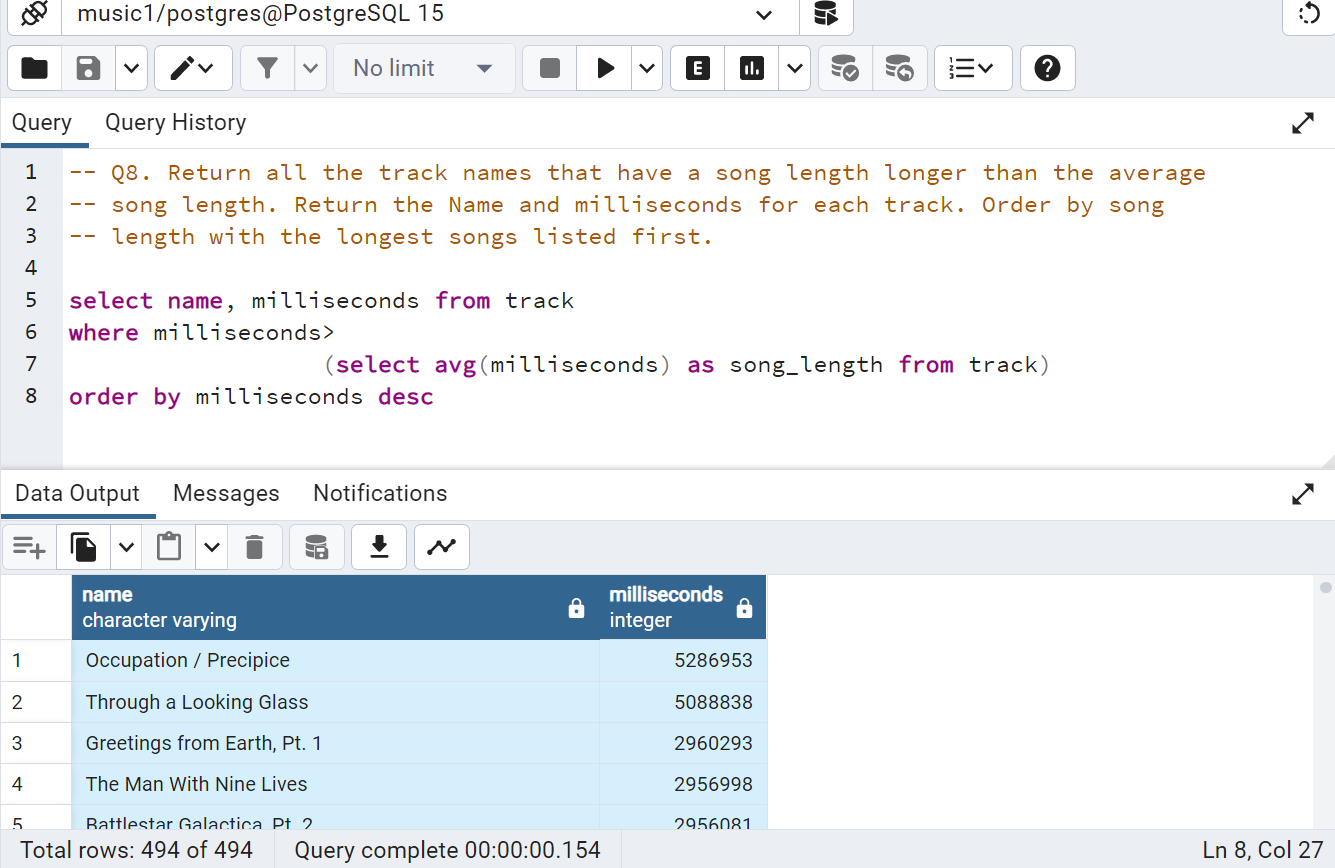 music1/postgres@PostgreSQL 15
No limit
E
Query Query History
1 -- Q8. Return all the track names that have a song length longer than the average
2 -- song length. Return the Name and milliseconds for each track. Order by song
3 -- length with the longest songs listed first.
4
5 select name, milliseconds from track
6 where milliseconds>
7 (select avg(milliseconds) as song_length from track)
8 order by milliseconds desc
Data Output Messages Notifications
name milliseconds
character varying integer
1 Occupation / Precipice 5286953
2 Through a Looking Glass 5088838
3 Greetings from Earth, Pt. 1 2960293
4 The Man With Nine Lives 2956998
5 Battlestar Galactica, Pt. 2 2956081
Total rows: 494 of 494 Query complete 00:00:00.154 Ln 8, Col 27